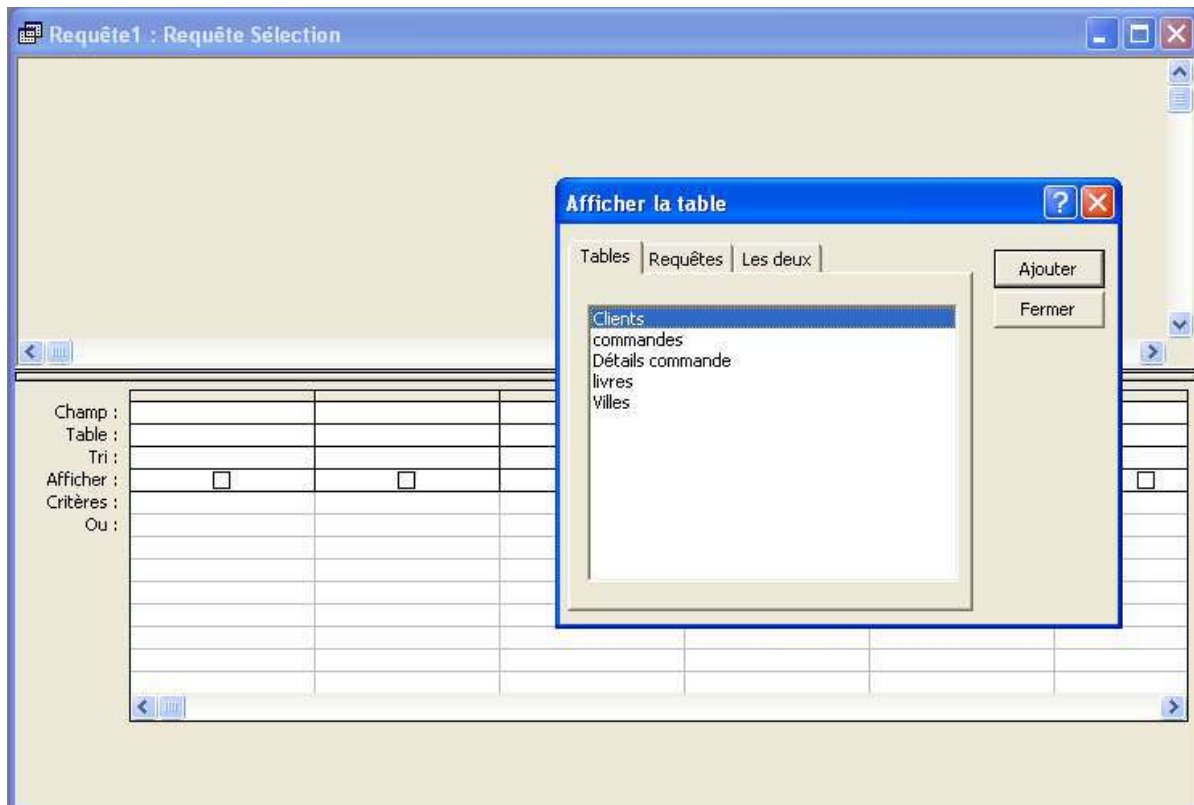 Requête1 : Requête Sélection
Afficher la table
Tables Requêtes Les deux
Ajouter
Fermer
Clients
commandes
Détails commande
livres
Villes
Champ :
Table :
Tri :
Afficher :
Critères :
Ou :